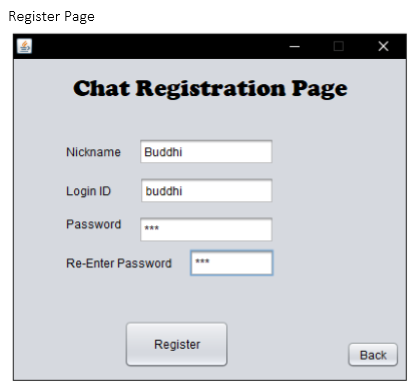 Register Page
Chat Registration Page
Nickname Buddhi
Login ID buddhi
Password ***
Re-Enter Password ***
Register
Back